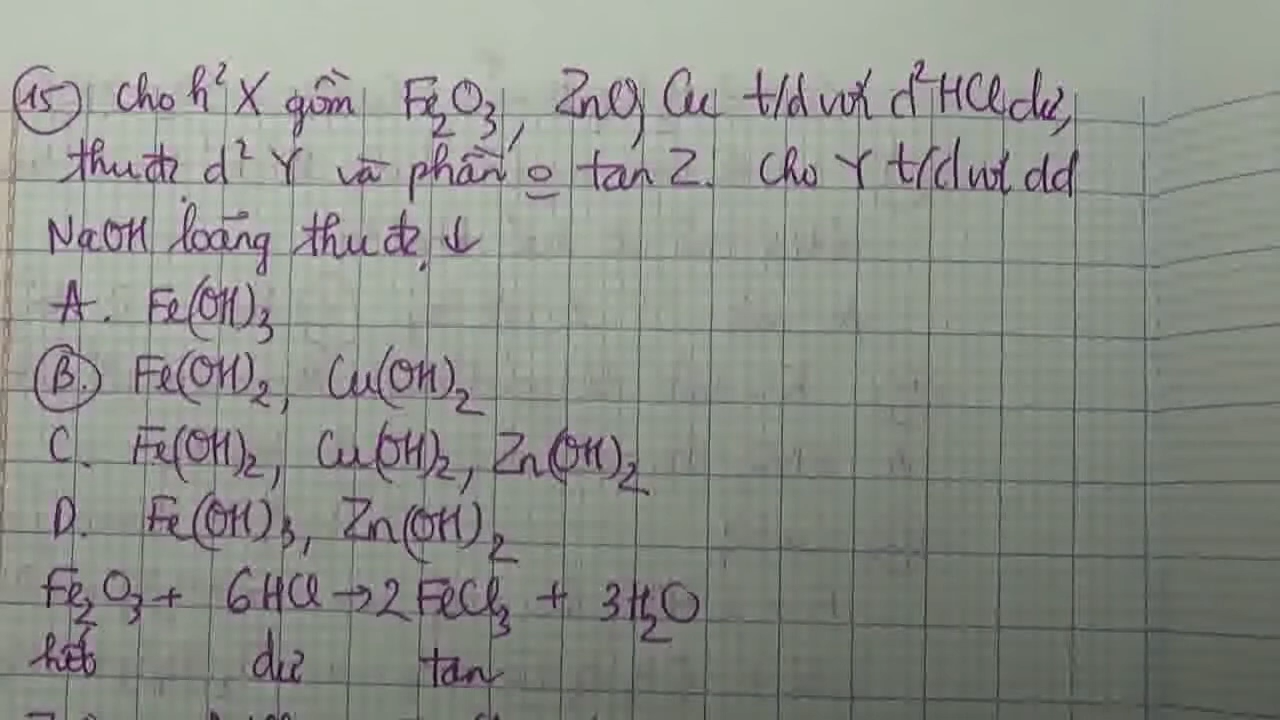 15 Cho h² X gồm Fe₂O₃, ZnO, Cu t/d với d² HCl dư,
thu đc d² Y và phần o tan Z. Cho Y t/d với dd
NaOH loãng thu đc ↓
A. Fe(OH)₃
B. Fe(OH)₂, Cu(OH)₂
C. Fe(OH)₂, Cu(OH)₂, Zn(OH)₂
D. Fe(OH)₃, Zn(OH)₂
Fe₂O₃ + 6HCl → 2FeCl₃ + 3H₂O
hết dư tan